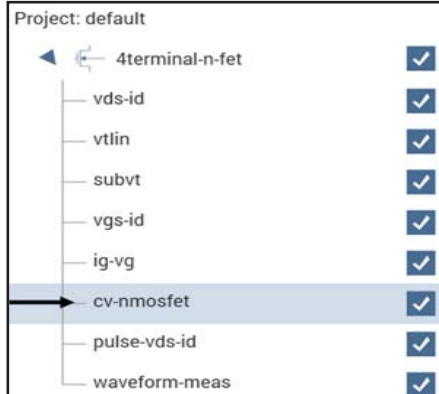 Project: default
4terminal-n-fet
vds-id
vtlin
subvt
vgs-id
ig-vg
cv-nmosfet
pulse-vds-id
waveform-meas